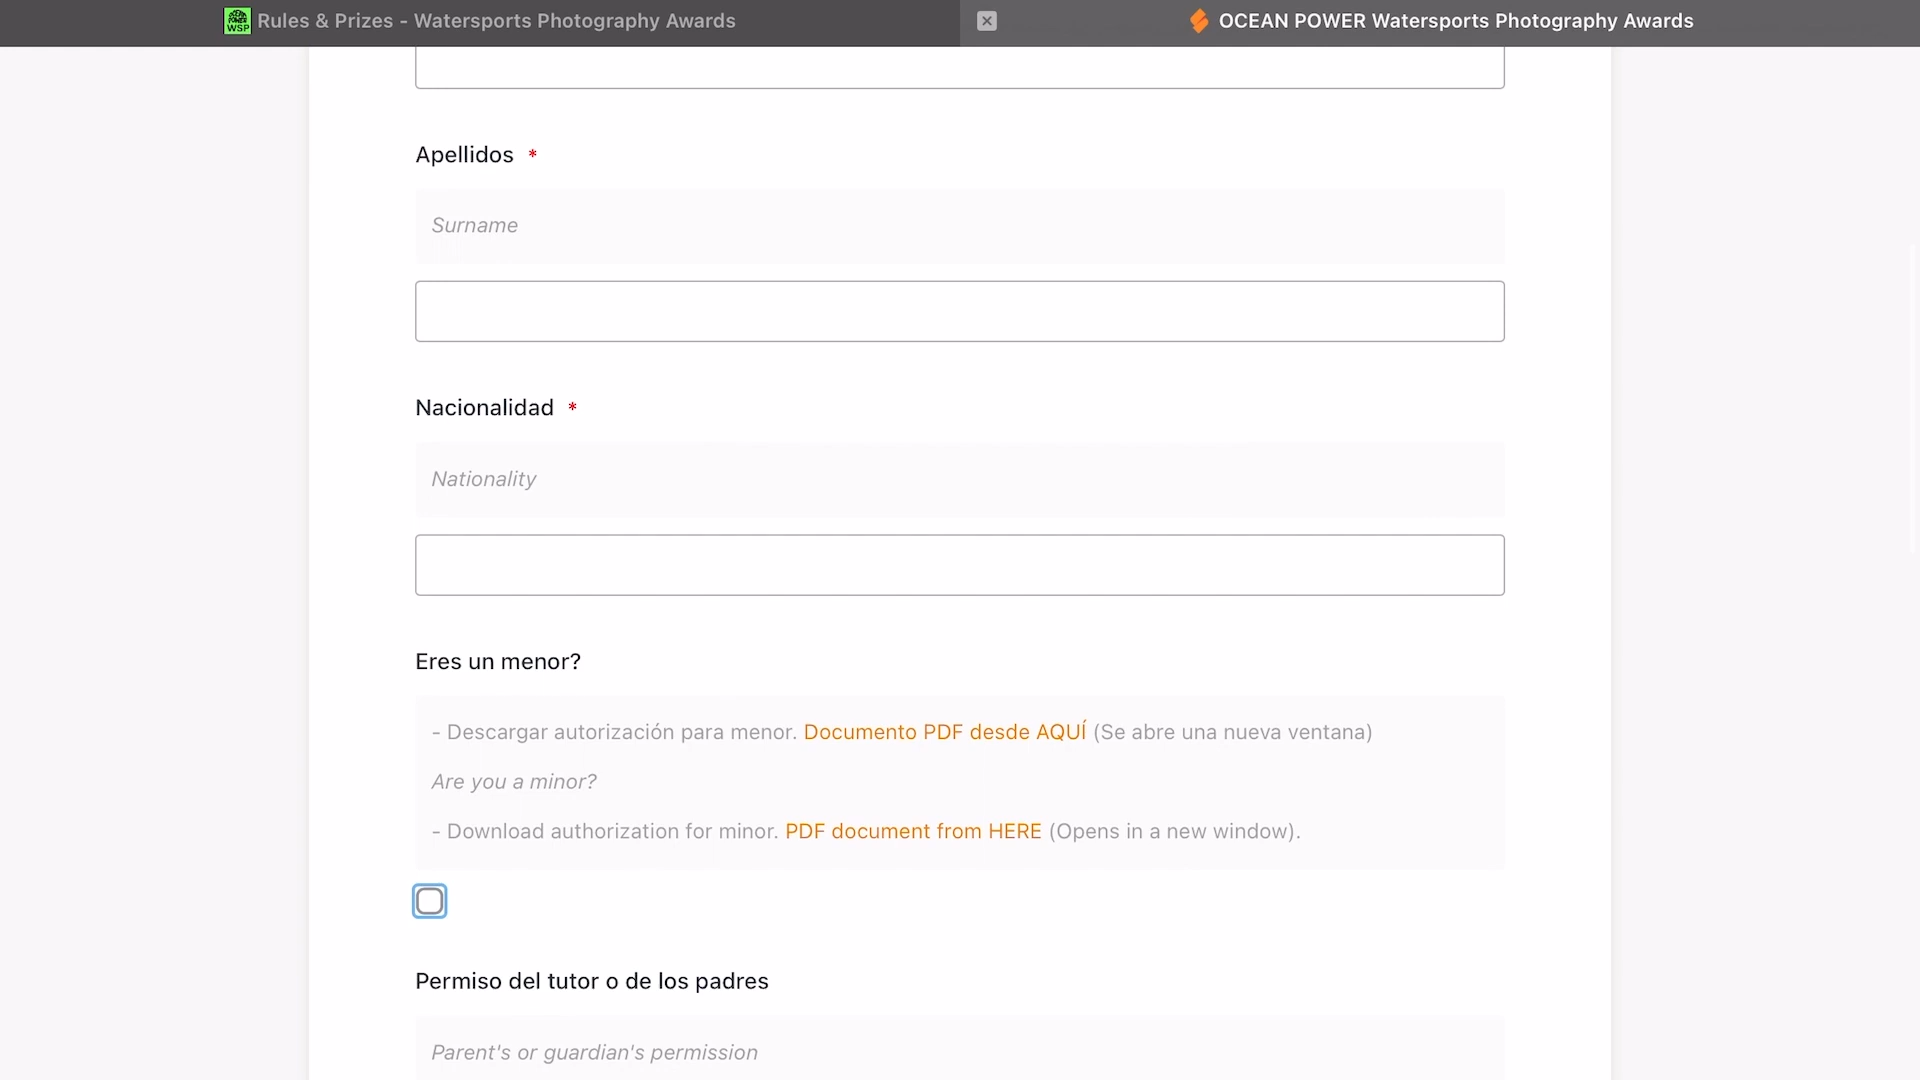 WSP Rules & Prizes - Watersports Photography Awards
OCEAN POWER Watersports Photography Awards
Apellidos *
Surname
Nacionalidad *
Nationality
Eres un menor?
- Descargar autorización para menor. Documento PDF desde AQUÍ (Se abre una nueva ventana)
Are you a minor?
- Download authorization for minor. PDF document from HERE (Opens in a new window).
Permiso del tutor o de los padres
Parent's or guardian's permission